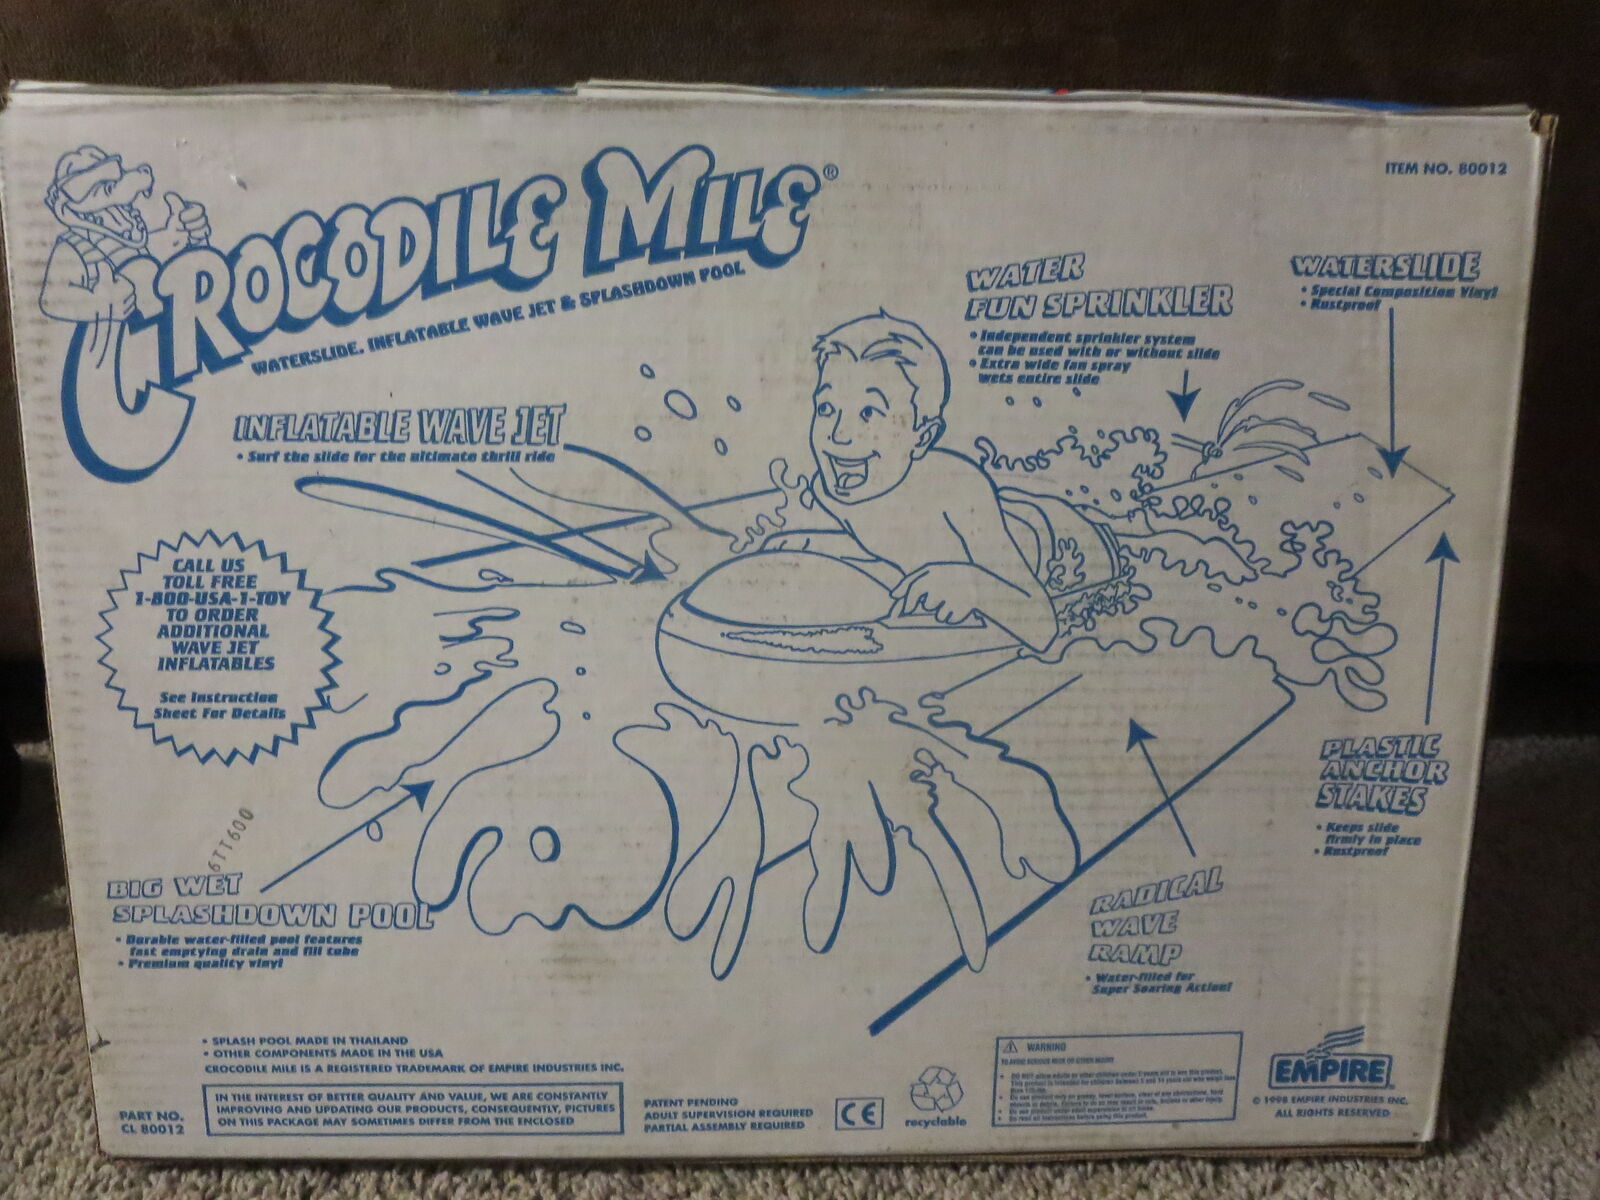 CROCODILE MILE®
WATERSLIDE, INFLATABLE WAVE JET & SPLASHDOWN POOL
ITEM NO. 80012
WATER
FUN SPRINKLER
• Independent sprinkler system
can be used with or without slide
• Extra wide fan spray
wets entire slide
WATERSLIDE
• Special Composition Vinyl
• Rustproof
INFLATABLE WAVE JET
• Surf the slide for the ultimate thrill ride
CALL US
TOLL FREE
1-800-USA-1-TOY
TO ORDER
ADDITIONAL
WAVE JET
INFLATABLES
See Instruction
Sheet For Details
PLASTIC
ANCHOR
STAKES
• Keeps slide
firmly in place
• Rustproof
BIG WET
SPLASHDOWN POOL
• Durable water-filled pool features
fast emptying drain and fill tube
• Premium quality vinyl
RADICAL
WAVE
RAMP
• Water-filled for
Super Soaring Action!
• SPLASH POOL MADE IN THAILAND
• OTHER COMPONENTS MADE IN THE USA
CROCODILE MILE IS A REGISTERED TRADEMARK OF EMPIRE INDUSTRIES INC.
PART NO.
CL 80012
IN THE INTEREST OF BETTER QUALITY AND VALUE, WE ARE CONSTANTLY
IMPROVING AND UPDATING OUR PRODUCTS, CONSEQUENTLY, PICTURES
ON THIS PACKAGE MAY SOMETIMES DIFFER FROM THE ENCLOSED
PATENT PENDING
ADULT SUPERVISION REQUIRED
PARTIAL ASSEMBLY REQUIRED
CE
recyclable
WARNING
EMPIRE
© 1998 EMPIRE INDUSTRIES INC.
ALL RIGHTS RESERVED